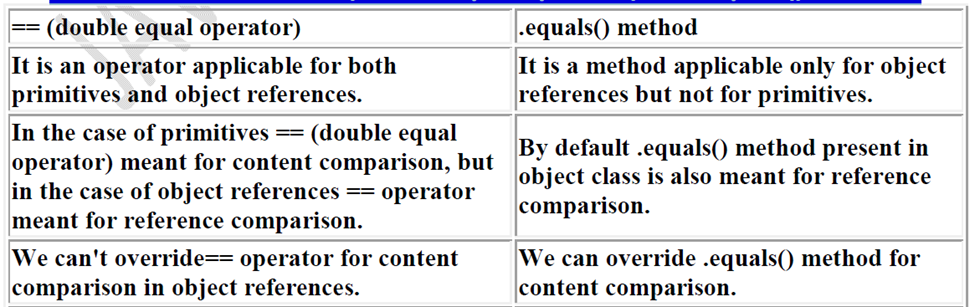 == (double equal operator)
.equals() method
It is an operator applicable for both
primitives and object references.
It is a method applicable only for object
references but not for primitives.
In the case of primitives == (double equal
operator) meant for content comparison, but
in the case of object references == operator
meant for reference comparison.
By default .equals() method present in
object class is also meant for reference
comparison.
We can't override== operator for content
comparison in object references.
We can override .equals() method for
content comparison.